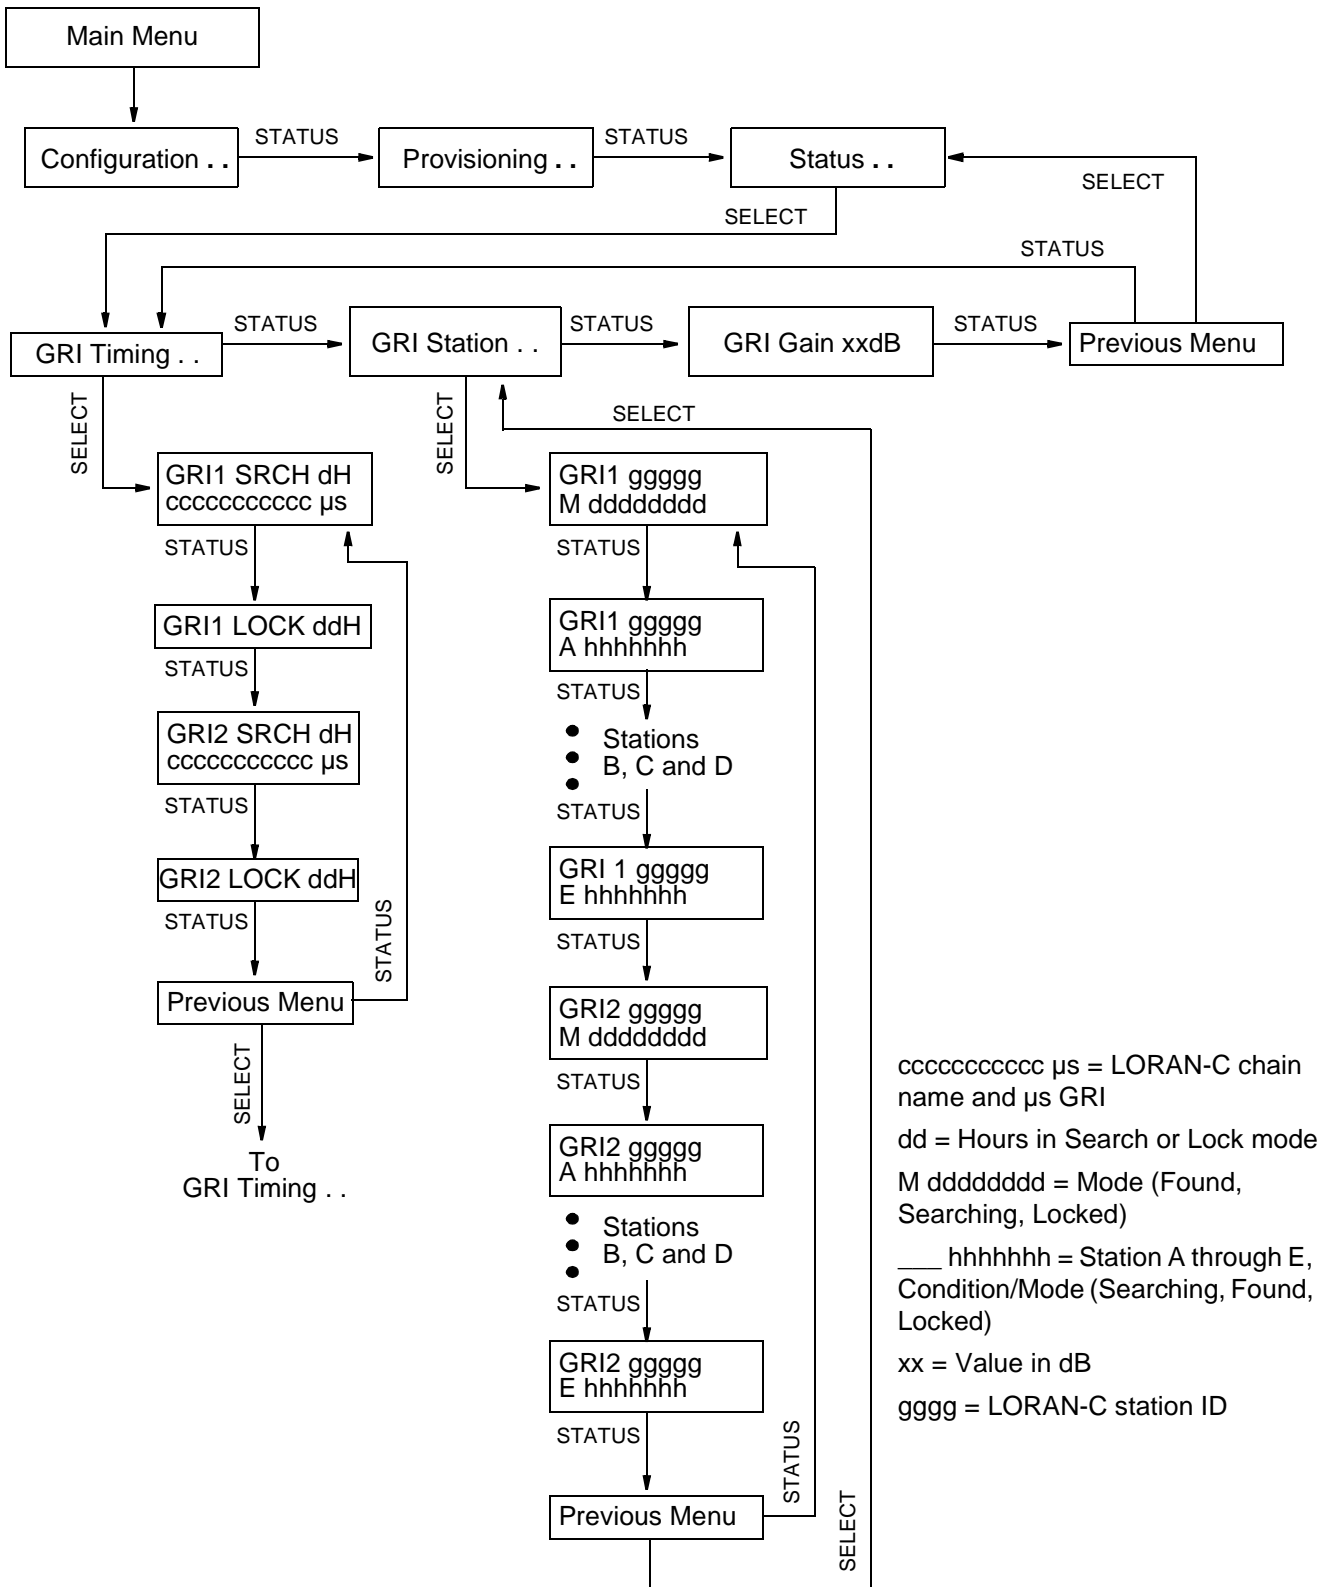 Main Menu
Configuration . .
STATUS
Provisioning . .
STATUS
Status . .
SELECT
SELECT
STATUS
GRI Timing . .
STATUS
GRI Station . .
STATUS
GRI Gain xxdB
STATUS
Previous Menu
SELECT
GRI1 SRCH dH
ccccccccccc µs
STATUS
GRI1 LOCK ddH
STATUS
GRI2 SRCH dH
ccccccccccc µs
STATUS
GRI2 LOCK ddH
STATUS
Previous Menu
STATUS
SELECT
To
GRI Timing . .
SELECT
SELECT
GRI1 ggggg
M dddddddd
STATUS
GRI1 ggggg
A hhhhhhh
STATUS
Stations
B, C and D
STATUS
GRI 1 ggggg
E hhhhhhh
STATUS
GRI2 ggggg
M dddddddd
STATUS
GRI2 ggggg
A hhhhhhh
Stations
B, C and D
STATUS
GRI2 ggggg
E hhhhhhh
STATUS
Previous Menu
STATUS
SELECT
ccccccccccc µs = LORAN-C chain
name and µs GRI
dd = Hours in Search or Lock mode
M dddddddd = Mode (Found,
Searching, Locked)
___ hhhhhhh = Station A through E,
Condition/Mode (Searching, Found,
Locked)
xx = Value in dB
gggg = LORAN-C station ID